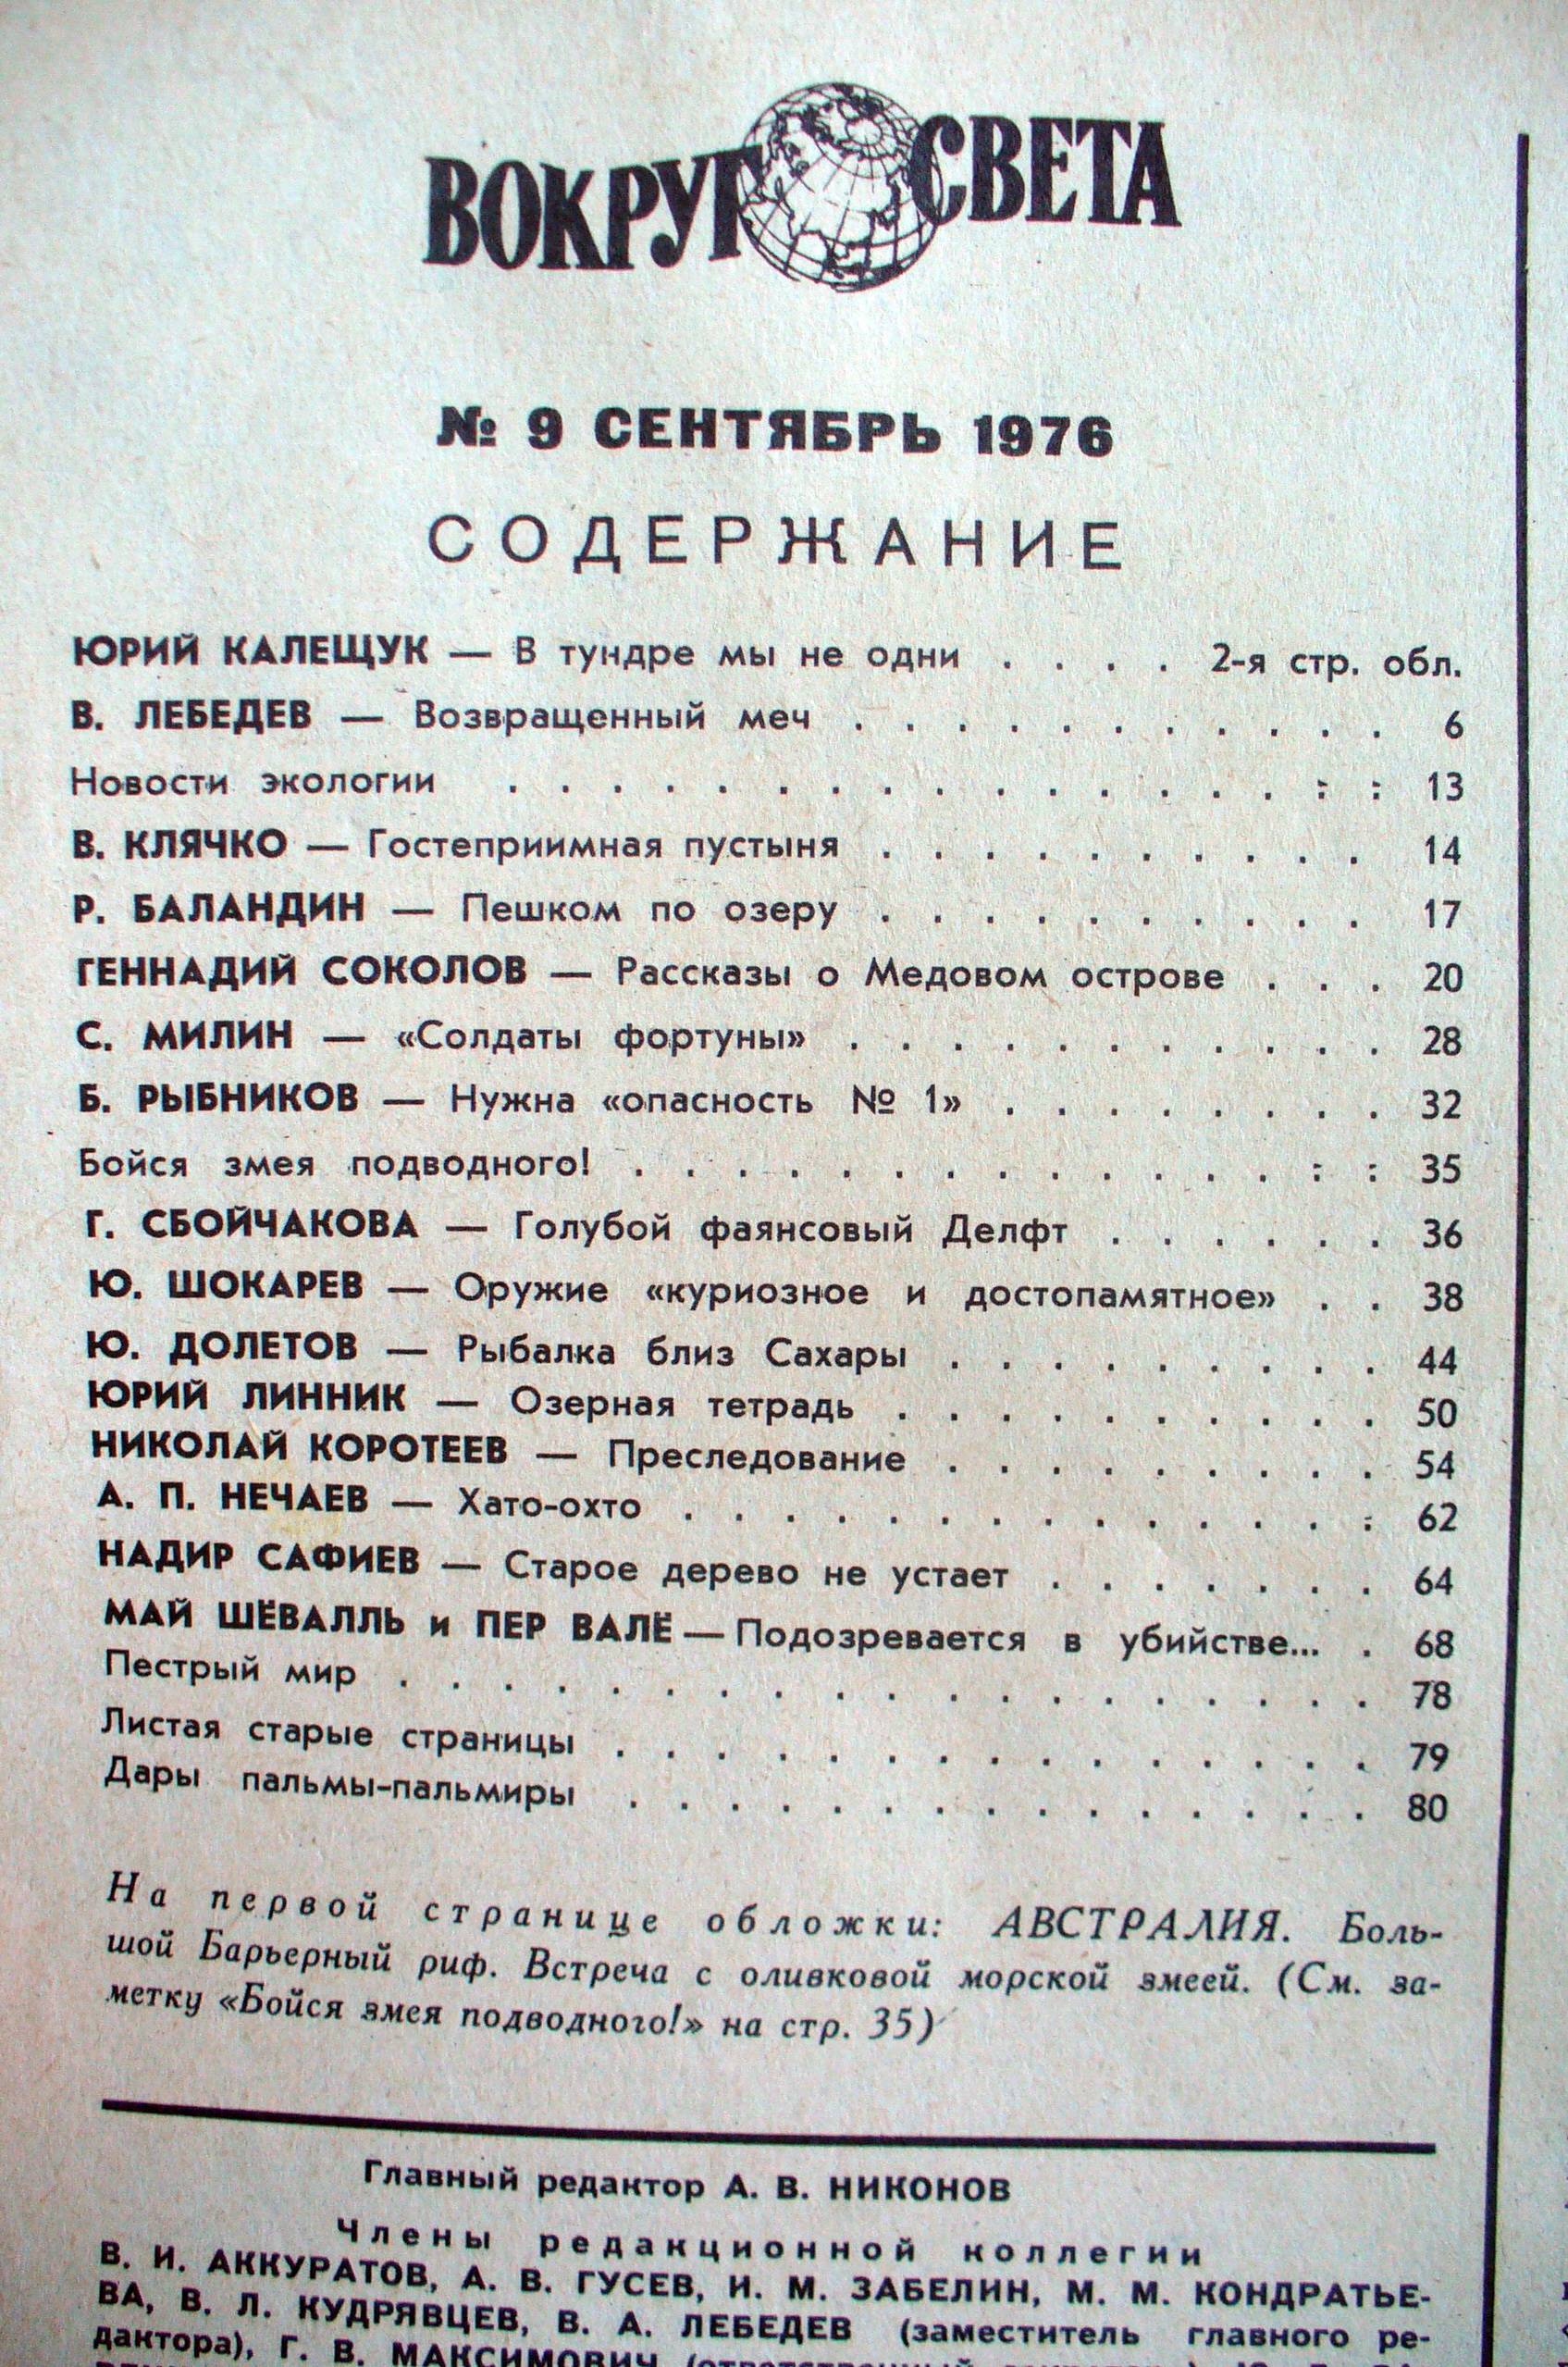 ВОКРУГ СВЕТА
№ 9 СЕНТЯБРЬ 1976
СОДЕРЖАНИЕ
ЮРИЙ КАЛЕЩУК — В тундре мы не одни . . . . 2-я стр. обл.
В. ЛЕБЕДЕВ — Возвращенный меч . . . . . . . . . . . 6
Новости экологии . . . . . . . . . . . . . . . . : : 13
В. КЛЯЧКО — Гостеприимная пустыня . . . . . . . . . . 14
Р. БАЛАНДИН — Пешком по озеру . . . . . . . . . . 17
ГЕННАДИЙ СОКОЛОВ — Рассказы о Медовом острове . . . 20
С. МИЛИН — «Солдаты фортуны» . . . . . . . . . . . 28
Б. РЫБНИКОВ — Нужна «опасность № 1» . . . . . . . . 32
Бойся змея подводного! . . . . . . . . . . . . . : : 35
Г. СБОЙЧАКОВА — Голубой фаянсовый Делфт . . . . . . 36
Ю. ШОКАРЕВ — Оружие «куриозное и достопамятное» . . 38
Ю. ДОЛЕТОВ — Рыбалка близ Сахары . . . . . . . . . 44
ЮРИЙ ЛИННИК — Озерная тетрадь . . . . . . . . . . 50
НИКОЛАЙ КОРОТЕЕВ — Преследование . . . . . . . . . 54
А. П. НЕЧАЕВ — Хато-охто . . . . . . . . . . . . . : 62
НАДИР САФИЕВ — Старое дерево не устает . . . . . . . 64
МАЙ ШЁВАЛЛЬ и ПЕР ВАЛЁ — Подозревается в убийстве... . 68
Пестрый мир . . . . . . . . . . . . . . . . . . . 78
Листая старые страницы . . . . . . . . . . . . . . . 79
Дары пальмы-пальмиры . . . . . . . . . . . . . . . 80
На первой странице обложки: АВСТРАЛИЯ. Боль-
шой Барьерный риф. Встреча с оливковой морской змеей. (См. за-
метку «Бойся змея подводного!» на стр. 35)
Главный редактор А. В. НИКОНОВ
Члены редакционной коллегии
В. И. АККУРАТОВ, А. В. ГУСЕВ, И. М. ЗАБЕЛИН, М. М. КОНДРАТЬЕ-
ВА, В. Л. КУДРЯВЦЕВ, В. А. ЛЕБЕДЕВ (заместитель главного ре-
дактора), Г. В. МАКСИМОВИЧ